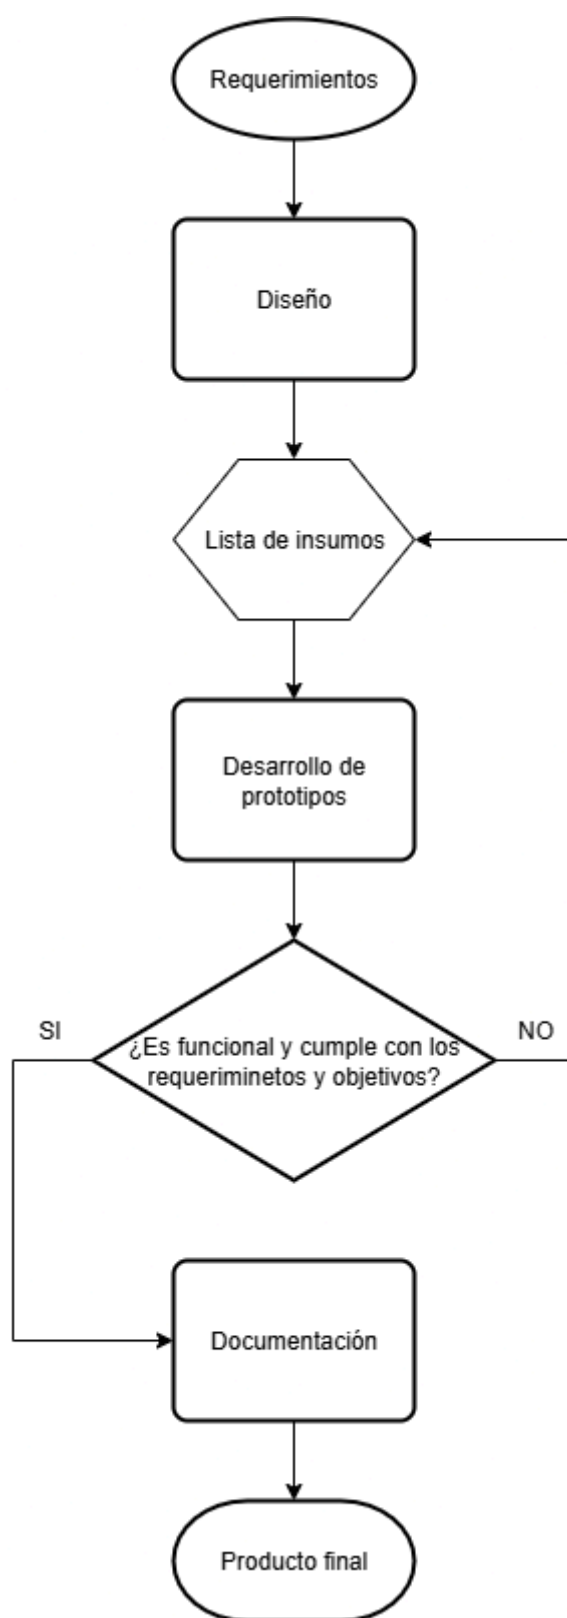 Requerimientos
Diseño
Lista de insumos
Desarrollo de
prototipos
SI
NO
¿Es funcional y cumple con los
requeriminetos y objetivos?
Documentación
Producto final